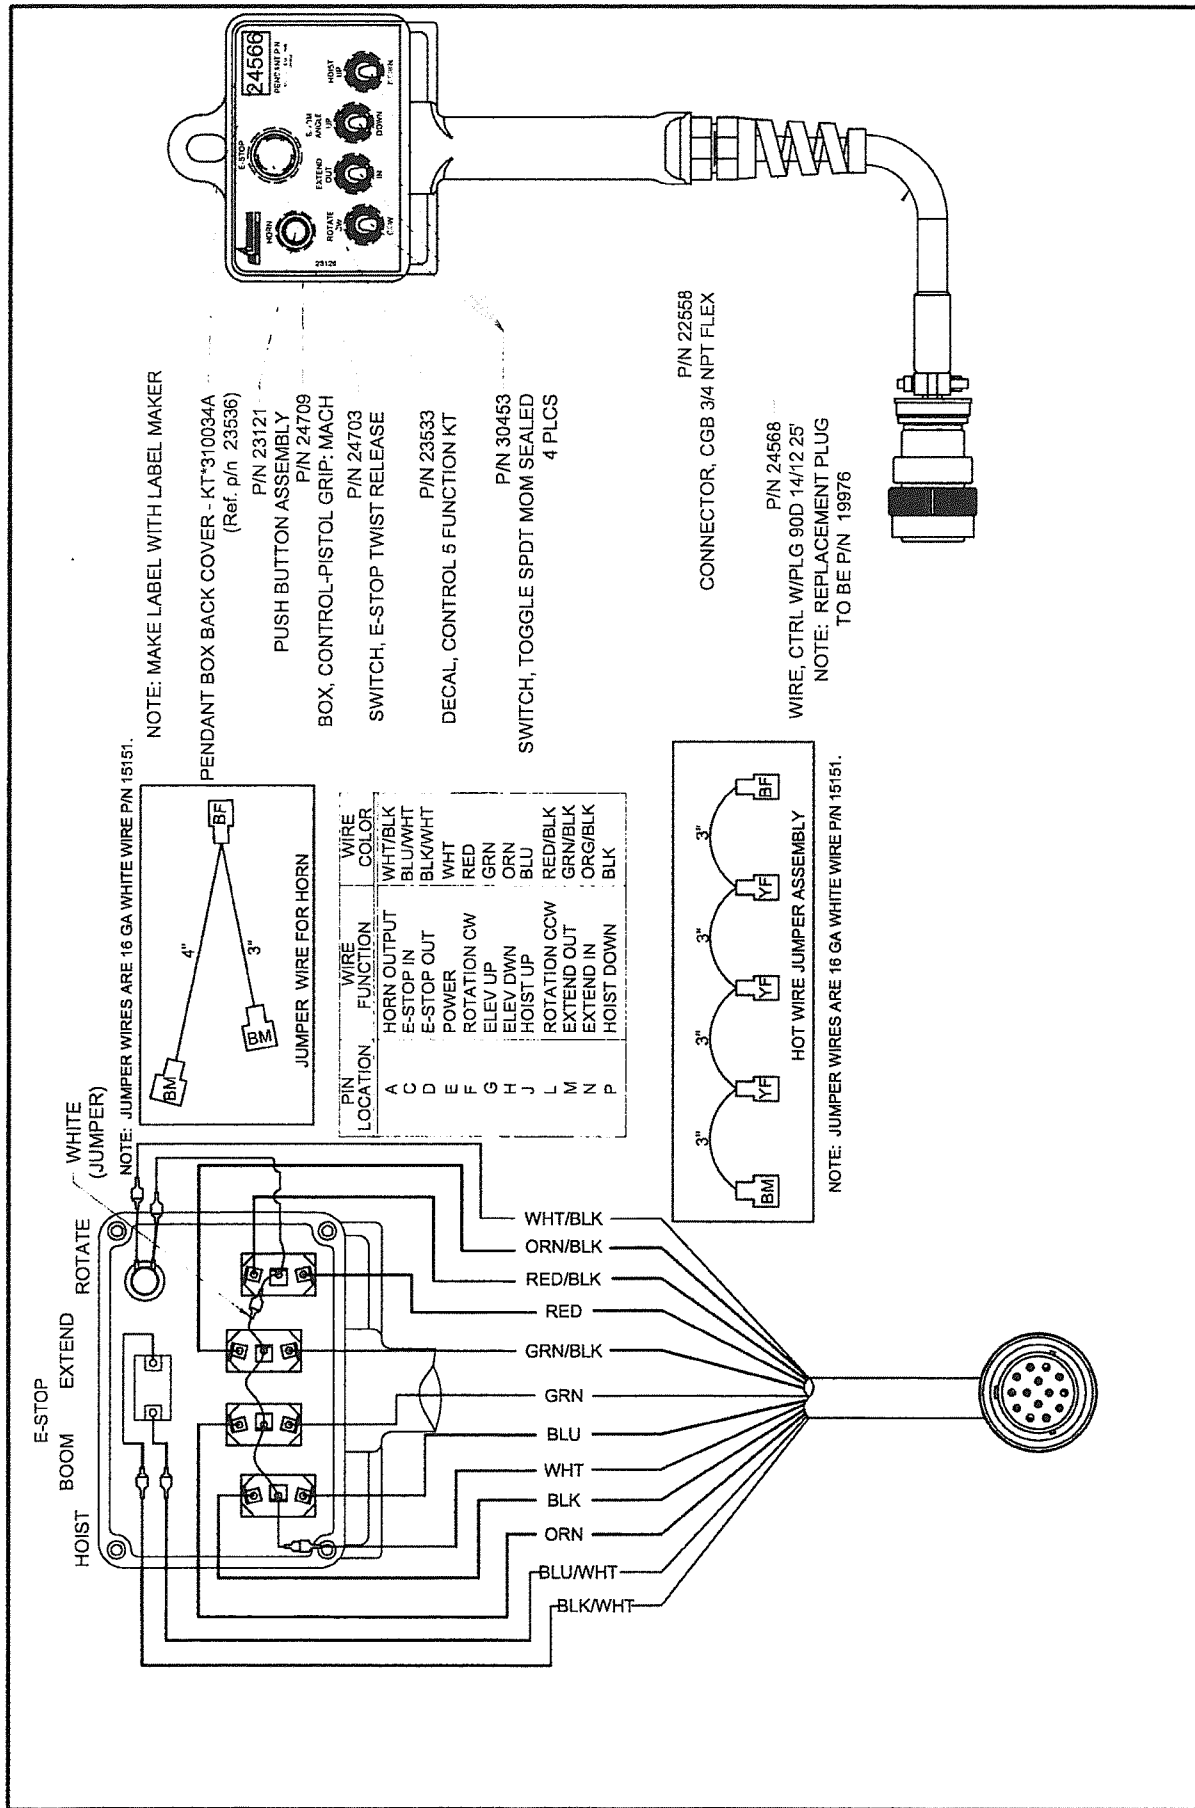 24566
PENDANT P/N
E-STOP
HORN
HOIST
UP
ANGLE
UP
DOWN
EXTEND
OUT
IN
ROTATE
CW
CCW
23126
NOTE: MAKE LABEL WITH LABEL MAKER
PENDANT BOX BACK COVER - KT*310034A
(Ref. p/n 23536)
P/N 23121
PUSH BUTTON ASSEMBLY
P/N 24709
BOX, CONTROL-PISTOL GRIP: MACH
P/N 24703
SWITCH, E-STOP TWIST RELEASE
P/N 23533
DECAL, CONTROL 5 FUNCTION KT
P/N 30453
SWITCH, TOGGLE SPDT MOM SEALED
4 PLCS
P/N 22558
CONNECTOR, CGB 3/4 NPT FLEX
P/N 24568
WIRE, CTRL W/PLG 90D 14/12 25'
NOTE: REPLACEMENT PLUG
TO BE P/N 19976
NOTE: JUMPER WIRES ARE 16 GA WHITE WIRE P/N 15151.
BM
4"
BF
3"
BM
JUMPER WIRE FOR HORN
PIN LOCATION WIRE FUNCTION WIRE COLOR
A HORN OUTPUT WHT/BLK
C E-STOP IN BLU/WHT
D E-STOP OUT BLK/WHT
E POWER WHT
F ROTATION CW RED
G ELEV UP GRN
H ELEV DWN ORN
J HOIST UP BLU
L ROTATION CCW RED/BLK
M EXTEND OUT GRN/BLK
N EXTEND IN ORG/BLK
P HOIST DOWN BLK
BM
3"
YF
3"
YF
3"
YF
3"
BF
HOT WIRE JUMPER ASSEMBLY
NOTE: JUMPER WIRES ARE 16 GA WHITE WIRE P/N 15151.
WHITE
(JUMPER)
E-STOP
HOIST BOOM EXTEND ROTATE
WHT/BLK
ORN/BLK
RED/BLK
RED
GRN/BLK
GRN
BLU
WHT
BLK
ORN
BLU/WHT
BLK/WHT